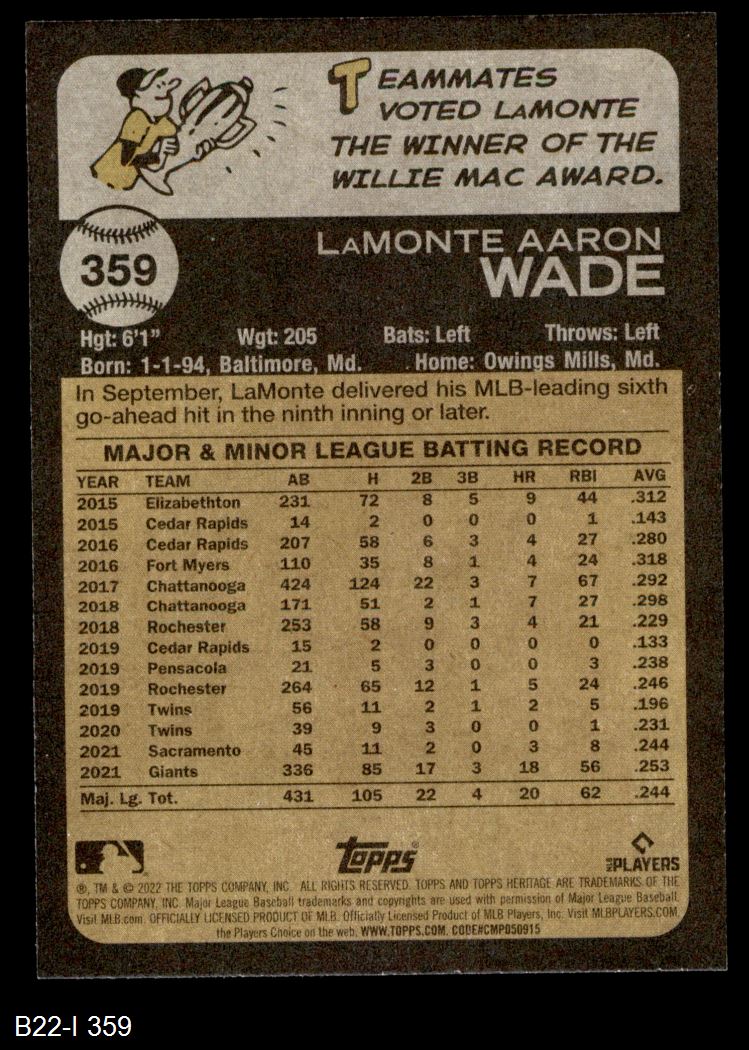 TEAMMATES
VOTED LAMONTE
THE WINNER OF THE
WILLIE MAC AWARD.
359
LAMONTE AARON
WADE
Hgt: 6'1" Wgt: 205 Bats: Left Throws: Left
Born: 1-1-94, Baltimore, Md. Home: Owings Mills, Md.
In September, LaMonte delivered his MLB-leading sixth
go-ahead hit in the ninth inning or later.
MAJOR & MINOR LEAGUE BATTING RECORD
YEAR TEAM AB H 2B 3B HR RBI AVG
2015 Elizabethton 231 72 8 5 9 44 .312
2015 Cedar Rapids 14 2 0 0 0 1 .143
2016 Cedar Rapids 207 58 6 3 4 27 .280
2016 Fort Myers 110 35 8 1 4 24 .318
2017 Chattanooga 424 124 22 3 7 67 .292
2018 Chattanooga 171 51 2 1 7 27 .298
2018 Rochester 253 58 9 3 4 21 .229
2019 Cedar Rapids 15 2 0 0 0 0 .133
2019 Pensacola 21 5 3 0 0 3 .238
2019 Rochester 264 65 12 1 5 24 .246
2019 Twins 56 11 2 1 2 5 .196
2020 Twins 39 9 3 0 0 1 .231
2021 Sacramento 45 11 2 0 3 8 .244
2021 Giants 336 85 17 3 18 56 .253
Maj. Lg. Tot. 431 105 22 4 20 62 .244
Topps
PLAYERS
®, TM & © 2022 THE TOPPS COMPANY, INC. ALL RIGHTS RESERVED. TOPPS AND TOPPS HERITAGE ARE TRADEMARKS OF THE
TOPPS COMPANY, INC. Major League Baseball trademarks and copyrights are used with permission of Major League Baseball.
Visit MLB.com. OFFICIALLY LICENSED PRODUCT OF MLB. Officially Licensed Product of MLB Players, Inc. Visit MLBPLAYERS.COM,
the Players Choice on the web. WWW.TOPPS.COM. CODE#CMP050915
B22-I 359